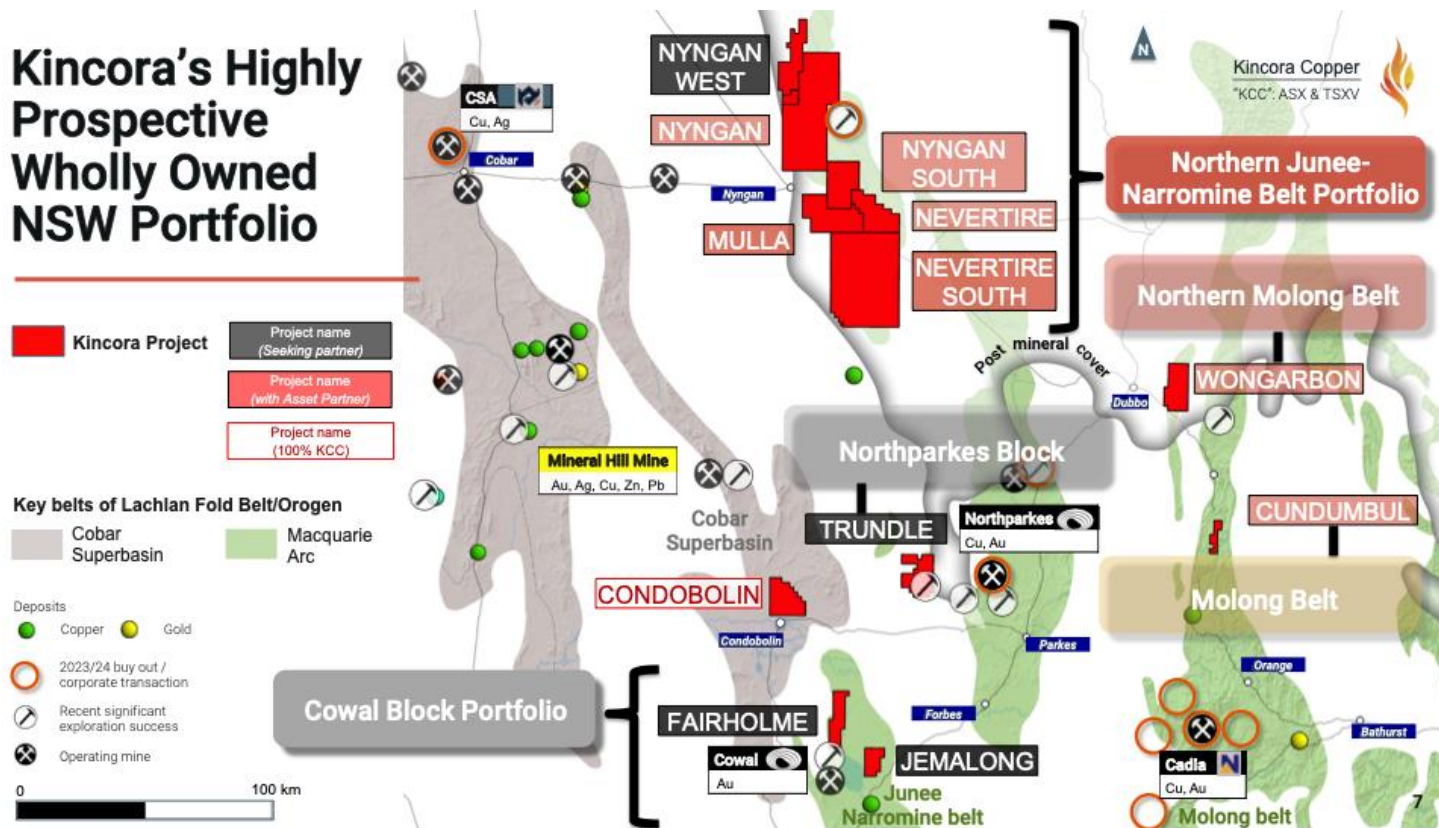 Kincora's Highly
Prospective
Wholly Owned
NSW Portfolio
Kincora Project
Project name
(Seeking partner)
Project name
(with Asset Partner)
Project name
(100% KCC)
Key belts of Lachlan Fold Belt/Orogen
Cobar
Superbasin
Macquarie
Arc
Deposits
Copper
Gold
2023/24 buy out /
corporate transaction
Recent significant
exploration success
Operating mine
0
100 km
CSA
Cu, Ag
Cobar
NYNGAN
WEST
NYNGAN
Nyngan
MULLA
NYNGAN
SOUTH
NEVERTIRE
NEVERTIRE
SOUTH
N
Kincora Copper
"KCC": ASX & TSXV
Northern Junee-
Narromine Belt Portfolio
Northern Molong Belt
Post mineral cover
Dubbo
WONGARBON
Mineral Hill Mine
Au, Ag, Cu, Zn, Pb
Cobar
Superbasin
Northparkes Block
TRUNDLE
Northparkes
Cu, Au
CUNDUMBUL
Molong Belt
CONDOBOLIN
Condobolin
Parkes
Orange
Cowal Block Portfolio
FAIRHOLME
Forbes
Bathurst
Cowal
Au
JEMALONG
Junee
Narromine belt
Cadia
N
Cu, Au
Molong belt
7